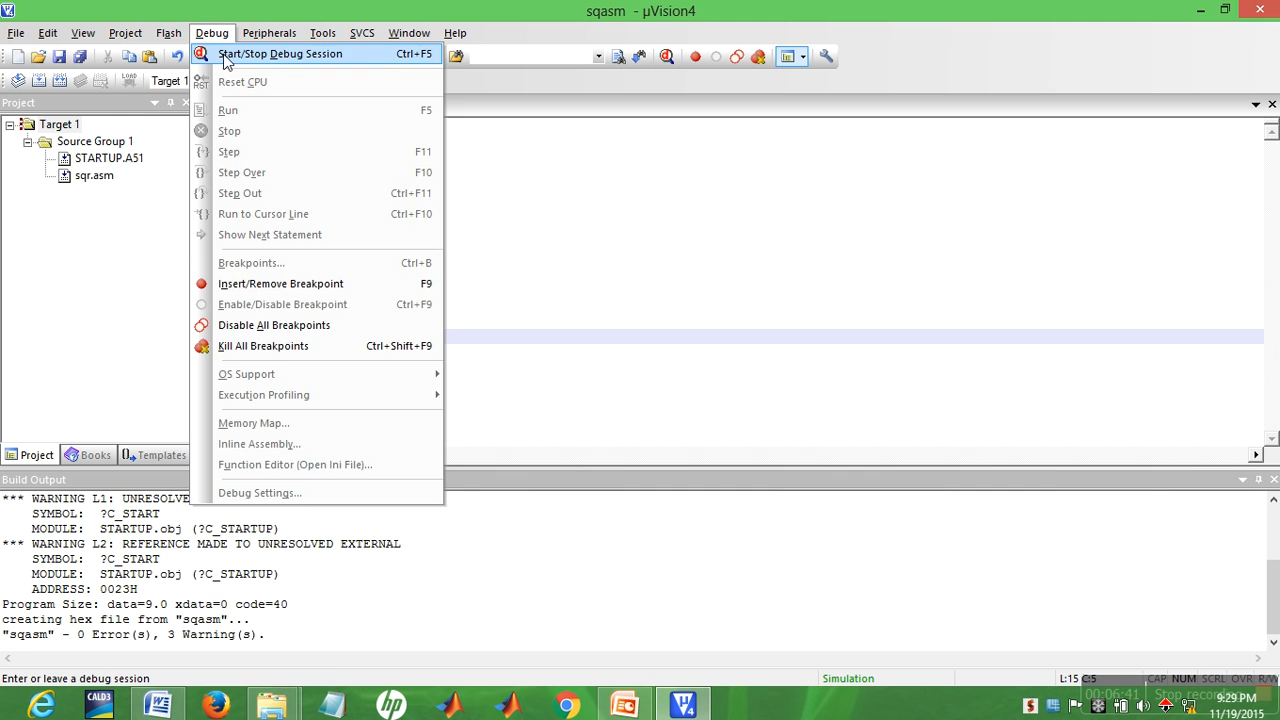 sqasm - µVision4
File Edit View Project Flash Debug Peripherals Tools SVCS Window Help
Start/Stop Debug Session Ctrl+F5
Target 1
Reset CPU
Project
Run F5
Target 1
Stop
Source Group 1
Step F11
STARTUP.A51
Step Over F10
sqr.asm
Step Out Ctrl+F11
Run to Cursor Line Ctrl+F10
Show Next Statement
Breakpoints... Ctrl+B
Insert/Remove Breakpoint F9
Enable/Disable Breakpoint Ctrl+F9
Disable All Breakpoints
Kill All Breakpoints Ctrl+Shift+F9
OS Support
Execution Profiling
Memory Map...
Inline Assembly...
Project Books Templates
Function Editor (Open Ini File)...
Build Output
Debug Settings...
*** WARNING L1: UNRESOLVE
SYMBOL: ?C_START
MODULE: STARTUP.obj (?C_STARTUP)
*** WARNING L2: REFERENCE MADE TO UNRESOLVED EXTERNAL
SYMBOL: ?C_START
MODULE: STARTUP.obj (?C_STARTUP)
ADDRESS: 0023H
Program Size: data=9.0 xdata=0 code=40
creating hex file from "sqasm"...
"sqasm" - 0 Error(s), 3 Warning(s).
Enter or leave a debug session Simulation L:15 C:5 CAP NUM SCRL OVR R/W
00:06:41 Stop recording
9:29 PM
11/19/2015